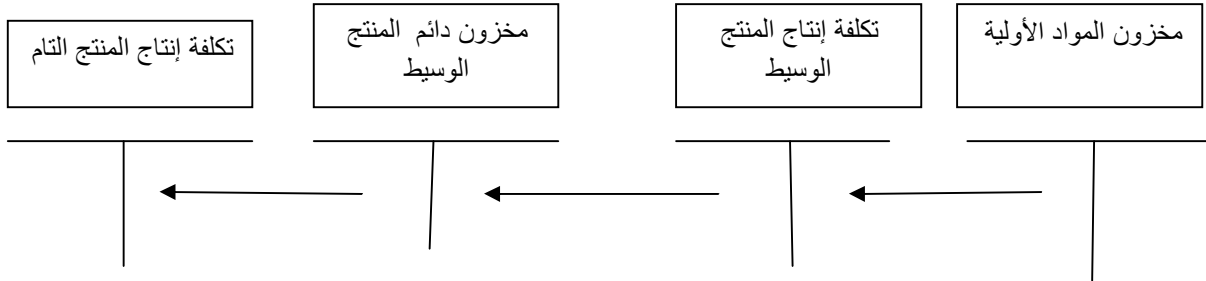 مخزون المواد الأولية
تكلفة إنتاج المنتج
الوسيط
مخزون دائم المنتج
الوسيط
تكلفة إنتاج المنتج التام